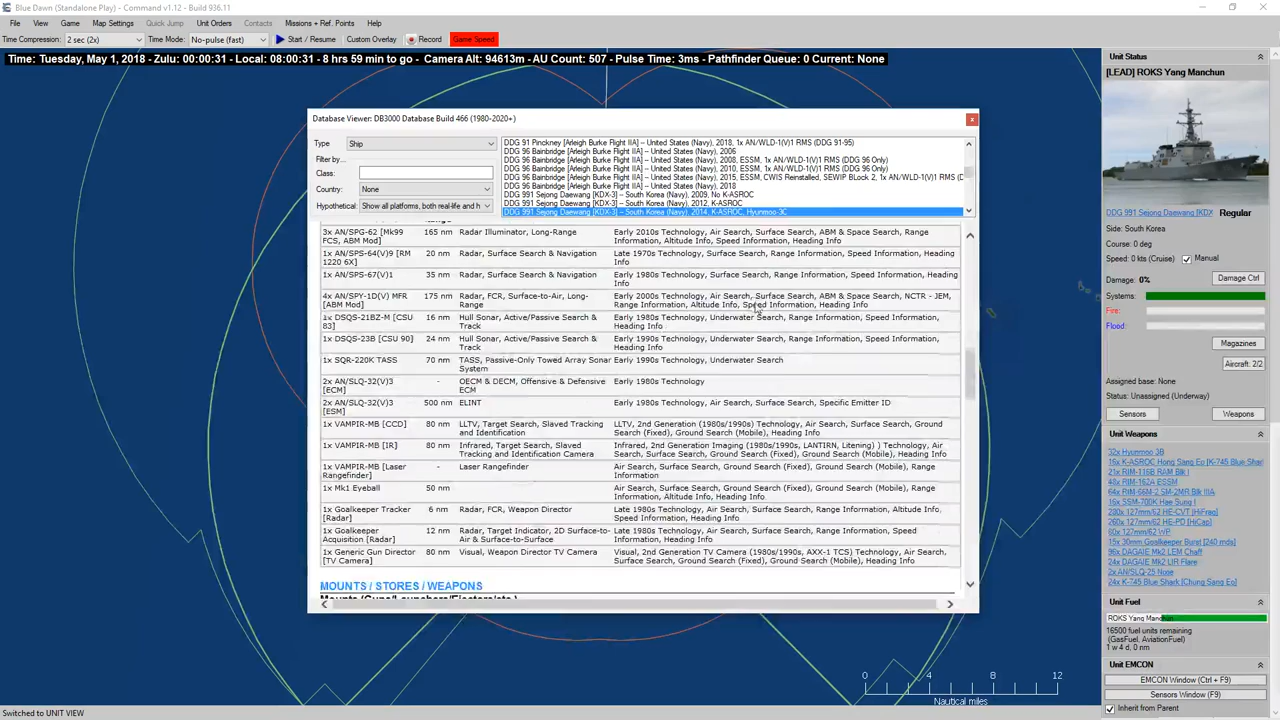 Blue Dawn (Standalone Play) - Command v1.12 - Build 936.11
File View Game Map Settings Quick Jump Unit Orders Contacts Missions + Ref. Points Help
Time Compression: 2 sec (2x) Time Mode: No-pulse (fast) Start / Resume Custom Overlay Record Game Speed
Time: Tuesday, May 1, 2018 - Zulu: 00:00:31 - Local: 08:00:31 - 8 hrs 59 min to go - Camera Alt: 94613m - AU Count: 507 - Pulse Time: 3ms - Pathfinder Queue: 0 Current: None
Database Viewer: DB3000 Database Build 466 (1980-2020+)
Type Ship
Filter by...
Class:
Country: None
Hypothetical: Show all platforms, both real-life and h
DDG 91 Pinckney [Arleigh Burke Flight IIA] -- United States (Navy), 2018, 1x AN/WLD-1(V)1 RMS (DDG 91-95)
DDG 96 Bainbridge [Arleigh Burke Flight IIA] -- United States (Navy), 2006
DDG 96 Bainbridge [Arleigh Burke Flight IIA] -- United States (Navy), 2008, ESSM, 1x AN/WLD-1(V)1 RMS (DDG 96 Only)
DDG 96 Bainbridge [Arleigh Burke Flight IIA] -- United States (Navy), 2010, ESSM, 1x AN/WLD-1(V)1 RMS (DDG 96 Only)
DDG 96 Bainbridge [Arleigh Burke Flight IIA] -- United States (Navy), 2015, ESSM, CWIS Reinstalled, SEWIP BLock 2, 1x AN/WLD-1(V)1 RMS (D
DDG 96 Bainbridge [Arleigh Burke Flight IIA] -- United States (Navy), 2018
DDG 991 Sejong Daewang [KDX-3] -- South Korea (Navy), 2009, No K-ASROC
DDG 991 Sejong Daewang [KDX-3] -- South Korea (Navy), 2012, K-ASROC
DDG 991 Sejong Daewang [KDX-3] -- South Korea (Navy), 2014, K-ASROC, Hyunmoo-3C
3x AN/SPG-62 [Mk99 165 nm Radar Illuminator, Long-Range Early 2010s Technology, Air Search, Surface Search, ABM & Space Search, Range
FCS, ABM Mod] Information, Altitude Info, Speed Information, Heading Info
1x AN/SPS-64(V)9 [RM 20 nm Radar, Surface Search & Navigation Late 1970s Technology, Surface Search, Range Information, Speed Information, Heading
1220 6X] Info
1x AN/SPS-67(V)1 35 nm Radar, Surface Search & Navigation Early 1980s Technology, Surface Search, Range Information, Speed Information, Heading
Info
4x AN/SPY-1D(V) MFR 175 nm Radar, FCR, Surface-to-Air, Long- Early 2000s Technology, Air Search, Surface Search, ABM & Space Search, NCTR - JEM,
[ABM Mod] Range Range Information, Altitude Info, Speed Information, Heading Info
1x DSQS-21BZ-M [CSU 16 nm Hull Sonar, Active/Passive Search & Early 1980s Technology, Underwater Search, Range Information, Speed Information,
83] Track Heading Info
1x DSQS-23B [CSU 90] 24 nm Hull Sonar, Active/Passive Search & Early 1990s Technology, Underwater Search, Range Information, Speed Information,
Track Heading Info
1x SQR-220K TASS 70 nm TASS, Passive-Only Towed Array Sonar Early 1990s Technology, Underwater Search
System
2x AN/SLQ-32(V)3 - OECM & DECM, Offensive & Defensive Early 1980s Technology
[ECM] ECM
2x AN/SLQ-32(V)3 500 nm ELINT Early 1980s Technology, Air Search, Surface Search, Specific Emitter ID
[ESM]
1x VAMPIR-MB [CCD] 80 nm LLTV, Target Search, Slaved Tracking LLTV, 2nd Generation (1980s/1990s) Technology, Air Search, Surface Search, Ground
and Identification Search (Fixed), Ground Search (Mobile), Heading Info
1x VAMPIR-MB [IR] 80 nm Infrared, Target Search, Slaved Infrared, 2nd Generation Imaging (1980s/1990s, LANTIRN, Litening) ) Technology, Air
Tracking and Identification Camera Search, Surface Search, Ground Search (Fixed), Ground Search (Mobile), Heading Info
1x VAMPIR-MB [Laser - Laser Rangefinder Air Search, Surface Search, Ground Search (Fixed), Ground Search (Mobile), Range
Rangefinder] Information
1x Mk1 Eyeball 50 nm Air Search, Surface Search, Ground Search (Fixed), Ground Search (Mobile), Range
Information, Altitude Info, Heading Info
1x Goalkeeper Tracker 6 nm Radar, FCR, Weapon Director Late 1980s Technology, Air Search, Surface Search, Range Information, Altitude Info,
[Radar] Speed Information, Heading Info
1x Goalkeeper 12 nm Radar, Target Indicator, 2D Surface-to- Late 1980s Technology, Air Search, Surface Search, Range Information, Speed
Acquisition [Radar] Air & Surface-to-Surface Information, Heading Info
1x Generic Gun Director 80 nm Visual, Weapon Director TV Camera Visual, 2nd Generation TV Camera (1980s/1990s, AXX-1 TCS) Technology, Air Search,
[TV Camera] Surface Search, Ground Search (Fixed), Ground Search (Mobile), Heading Info
MOUNTS / STORES / WEAPONS
Mounts (Guns/Launchers/Ejectors/etc.)
0 4 8 12
Nautical miles
Switched to UNIT VIEW
Unit Status
[LEAD] ROKS Yang Manchun
DDG 991 Sejong Daewang [KDX Regular
Side: South Korea
Course: 0 deg
Speed: 0 kts (Cruise) Manual
Damage: 0% Damage Ctrl
Systems:
Fire:
Flood:
Magazines
Aircraft: 2/2
Assigned base: None
Status: Unassigned (Underway)
Sensors Weapons
Unit Weapons
32x Hyunmoo 3B
16x K-ASROC Hong Sang Eo [K-745 Blue Shar
21x RIM-116B RAM Blk I
48x RIM-162A ESSM
64x RIM-66M-2 SM-2MR Blk IIIA
16x SSM-700K Hae Sung I
280x 127mm/62 HE-CVT [HiFrag]
260x 127mm/62 HE-PD [HiCap]
60x 127mm/62 WP
15x 30mm Goalkeeper Burst [240 rnds]
96x DAGAIE Mk2 LEM Chaff
24x DAGAIE Mk2 LIR Flare
2x AN/SLQ-25 Nixie
24x K-745 Blue Shark [Chung Sang Eo]
Unit Fuel
ROKS Yang Manchun
16500 fuel units remaining
(GasFuel, AviationFuel)
1 w 4 d, 0 nm
Unit EMCON
EMCON Window (Ctrl + F9)
Sensors Window (F9)
Inherit from Parent